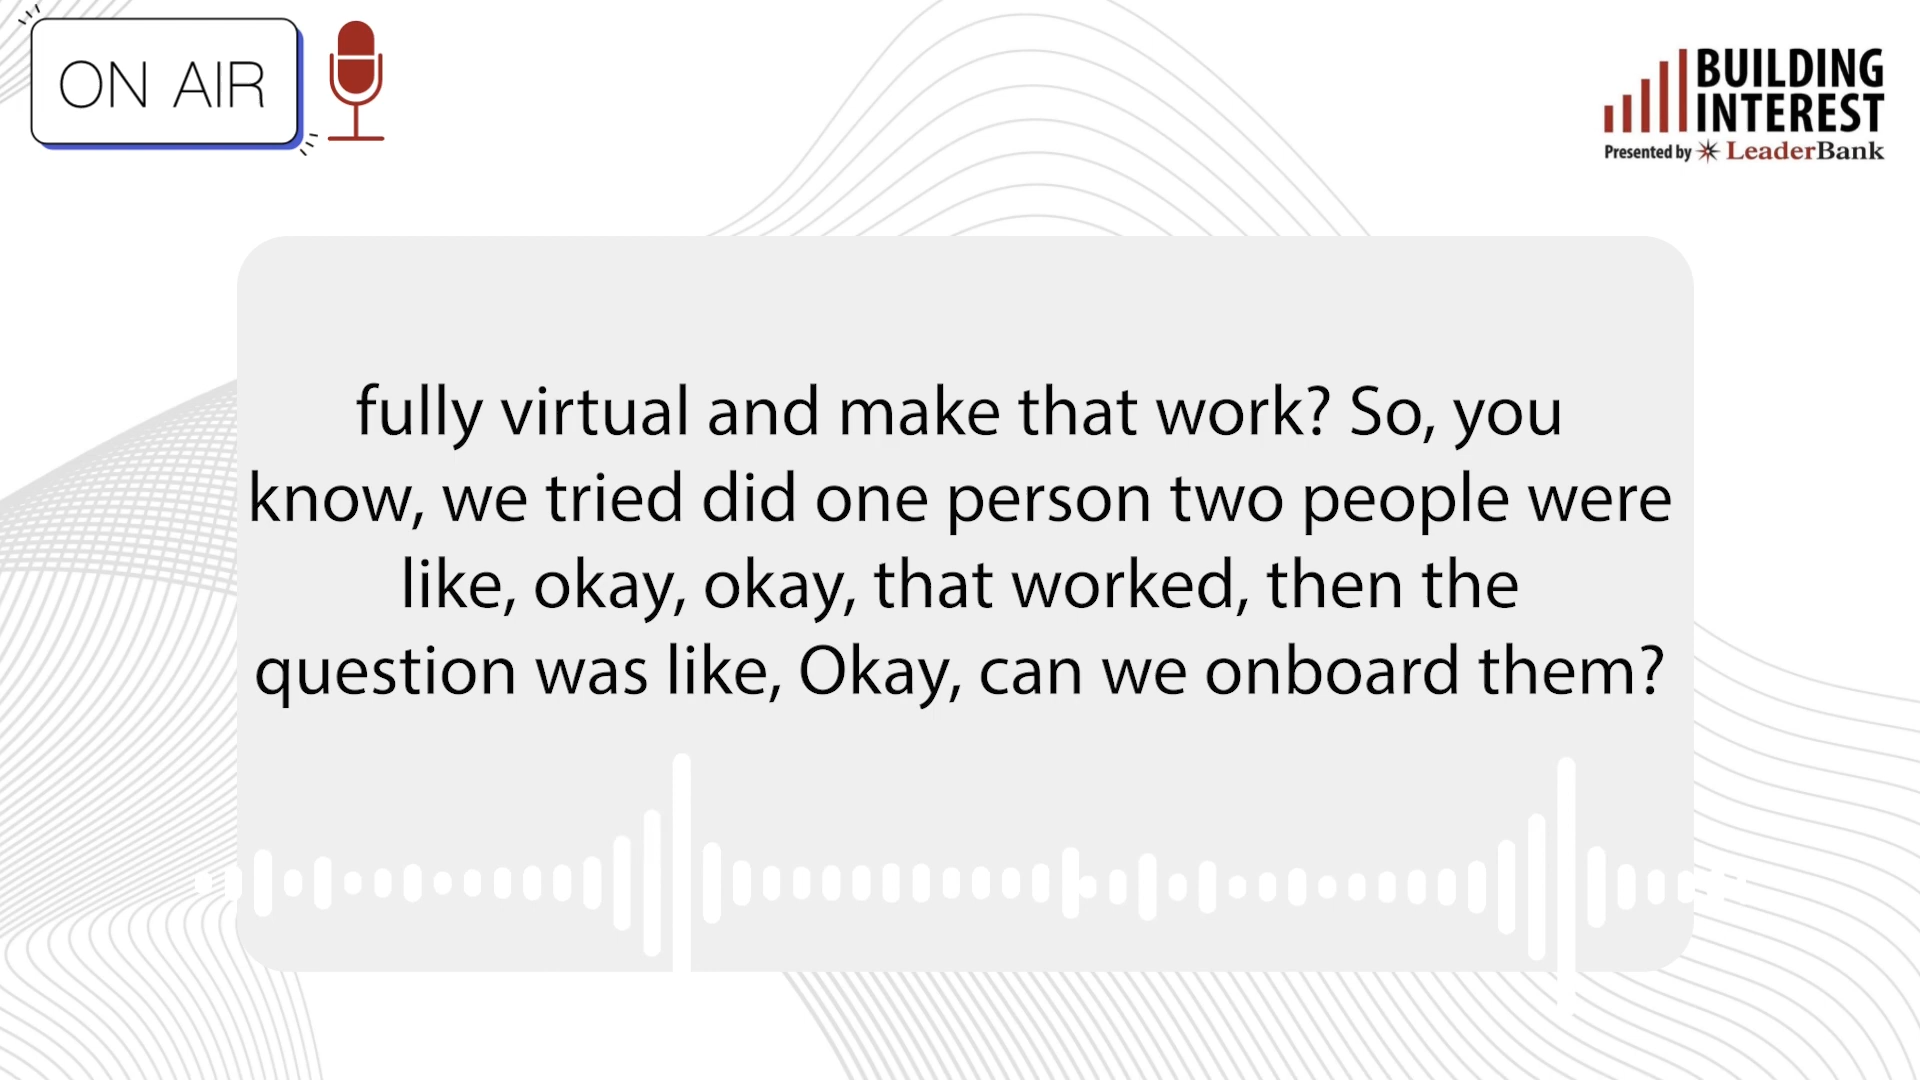 ON AIR
BUILDING
INTEREST
Presented by LeaderBank
fully virtual and make that work? So, you
know, we tried did one person two people were
like, okay, okay, that worked, then the
question was like, Okay, can we onboard them?